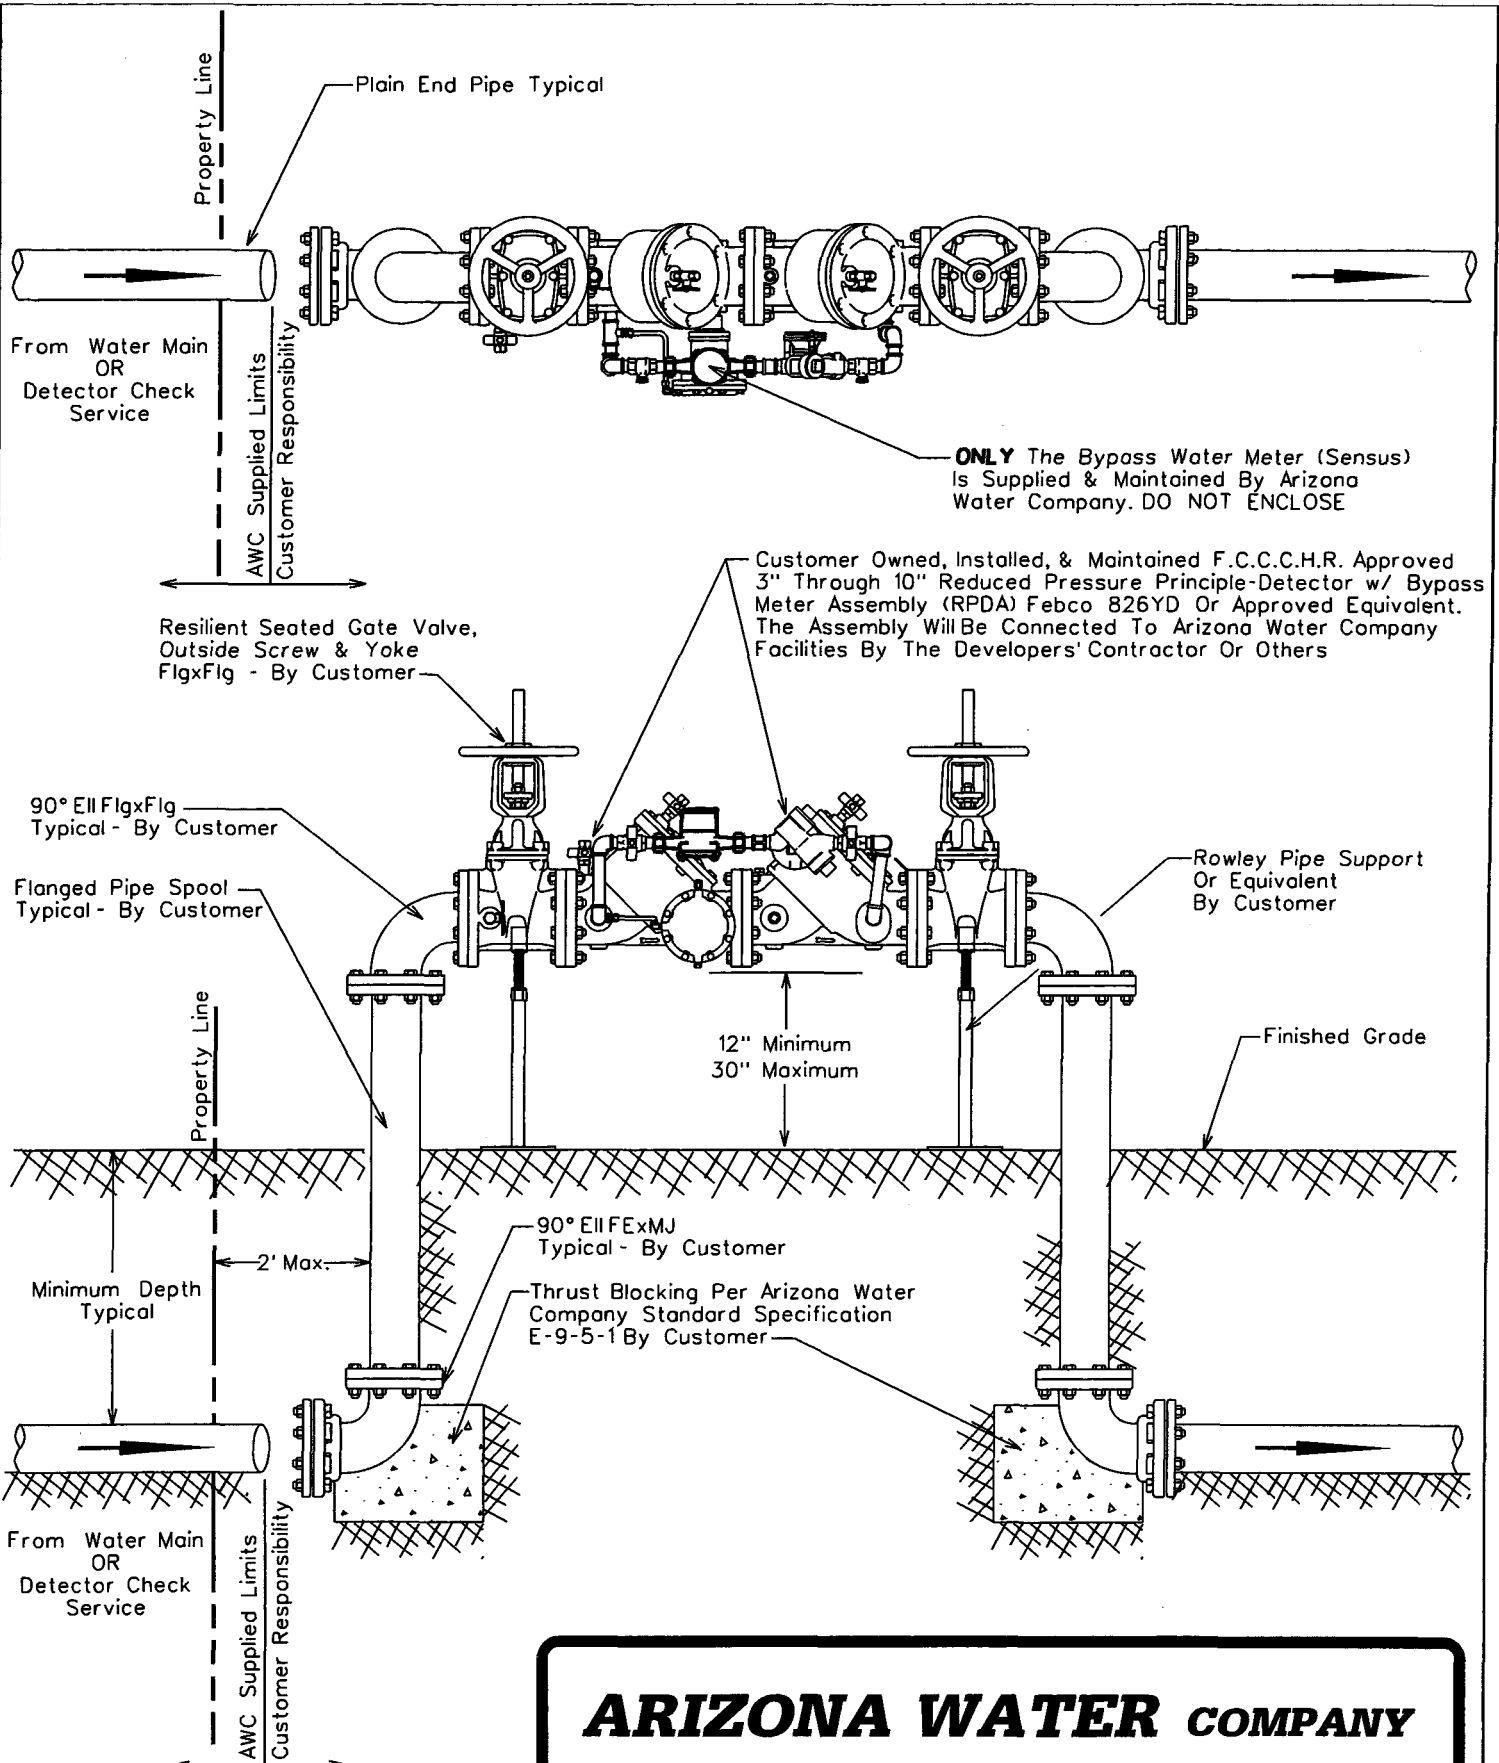 Property Line
Plain End Pipe Typical
From Water Main
OR
Detector Check
Service
AWC Supplied Limits
Customer Responsibility
ONLY The Bypass Water Meter (Sensus)
Is Supplied & Maintained By Arizona
Water Company. DO NOT ENCLOSE
Customer Owned, Installed, & Maintained F.C.C.C.H.R. Approved
3" Through 10" Reduced Pressure Principle-Detector w/ Bypass
Meter Assembly (RPDA) Febco 826YD Or Approved Equivalent.
The Assembly Will Be Connected To Arizona Water Company
Facilities By The Developers' Contractor Or Others
Resilient Seated Gate Valve,
Outside Screw & Yoke
FlgxFlg - By Customer
90° Ell FlgxFlg
Typical - By Customer
Flanged Pipe Spool
Typical - By Customer
Rowley Pipe Support
Or Equivalent
By Customer
Property Line
12" Minimum
30" Maximum
Finished Grade
90° Ell FExMJ
Typical - By Customer
2' Max.
Minimum Depth
Typical
Thrust Blocking Per Arizona Water
Company Standard Specification
E-9-5-1 By Customer
From Water Main
OR
Detector Check
Service
AWC Supplied Limits
Customer Responsibility
ARIZONA WATER COMPANY